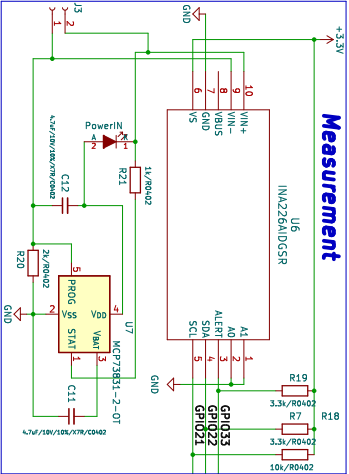 J3
1
2
GND
+3.3V
6
7
8
9
10
VS
GND
VBUS
VIN-
VIN+
Measurement
PowerIN
A
2
1
4.7uF/10V/10%/X7R/C0402
C12
R21
1k/R0402
U6
INA226AIDGSR
R20
2k/R0402
5
PROG
GND
2
VSS
VDD
4
STAT
VBAT
1
3
U7
MCP73831-2-OT
SCL
SDA
ALERT
A0
A1
5
4
3
2
1
GND
C11
4.7uF/10V/10%/X7R/C0402
GPIO21
GPIO22
GPIO33
R19
3.3k/R0402
R7
R18
3.3k/R0402
10k/R0402